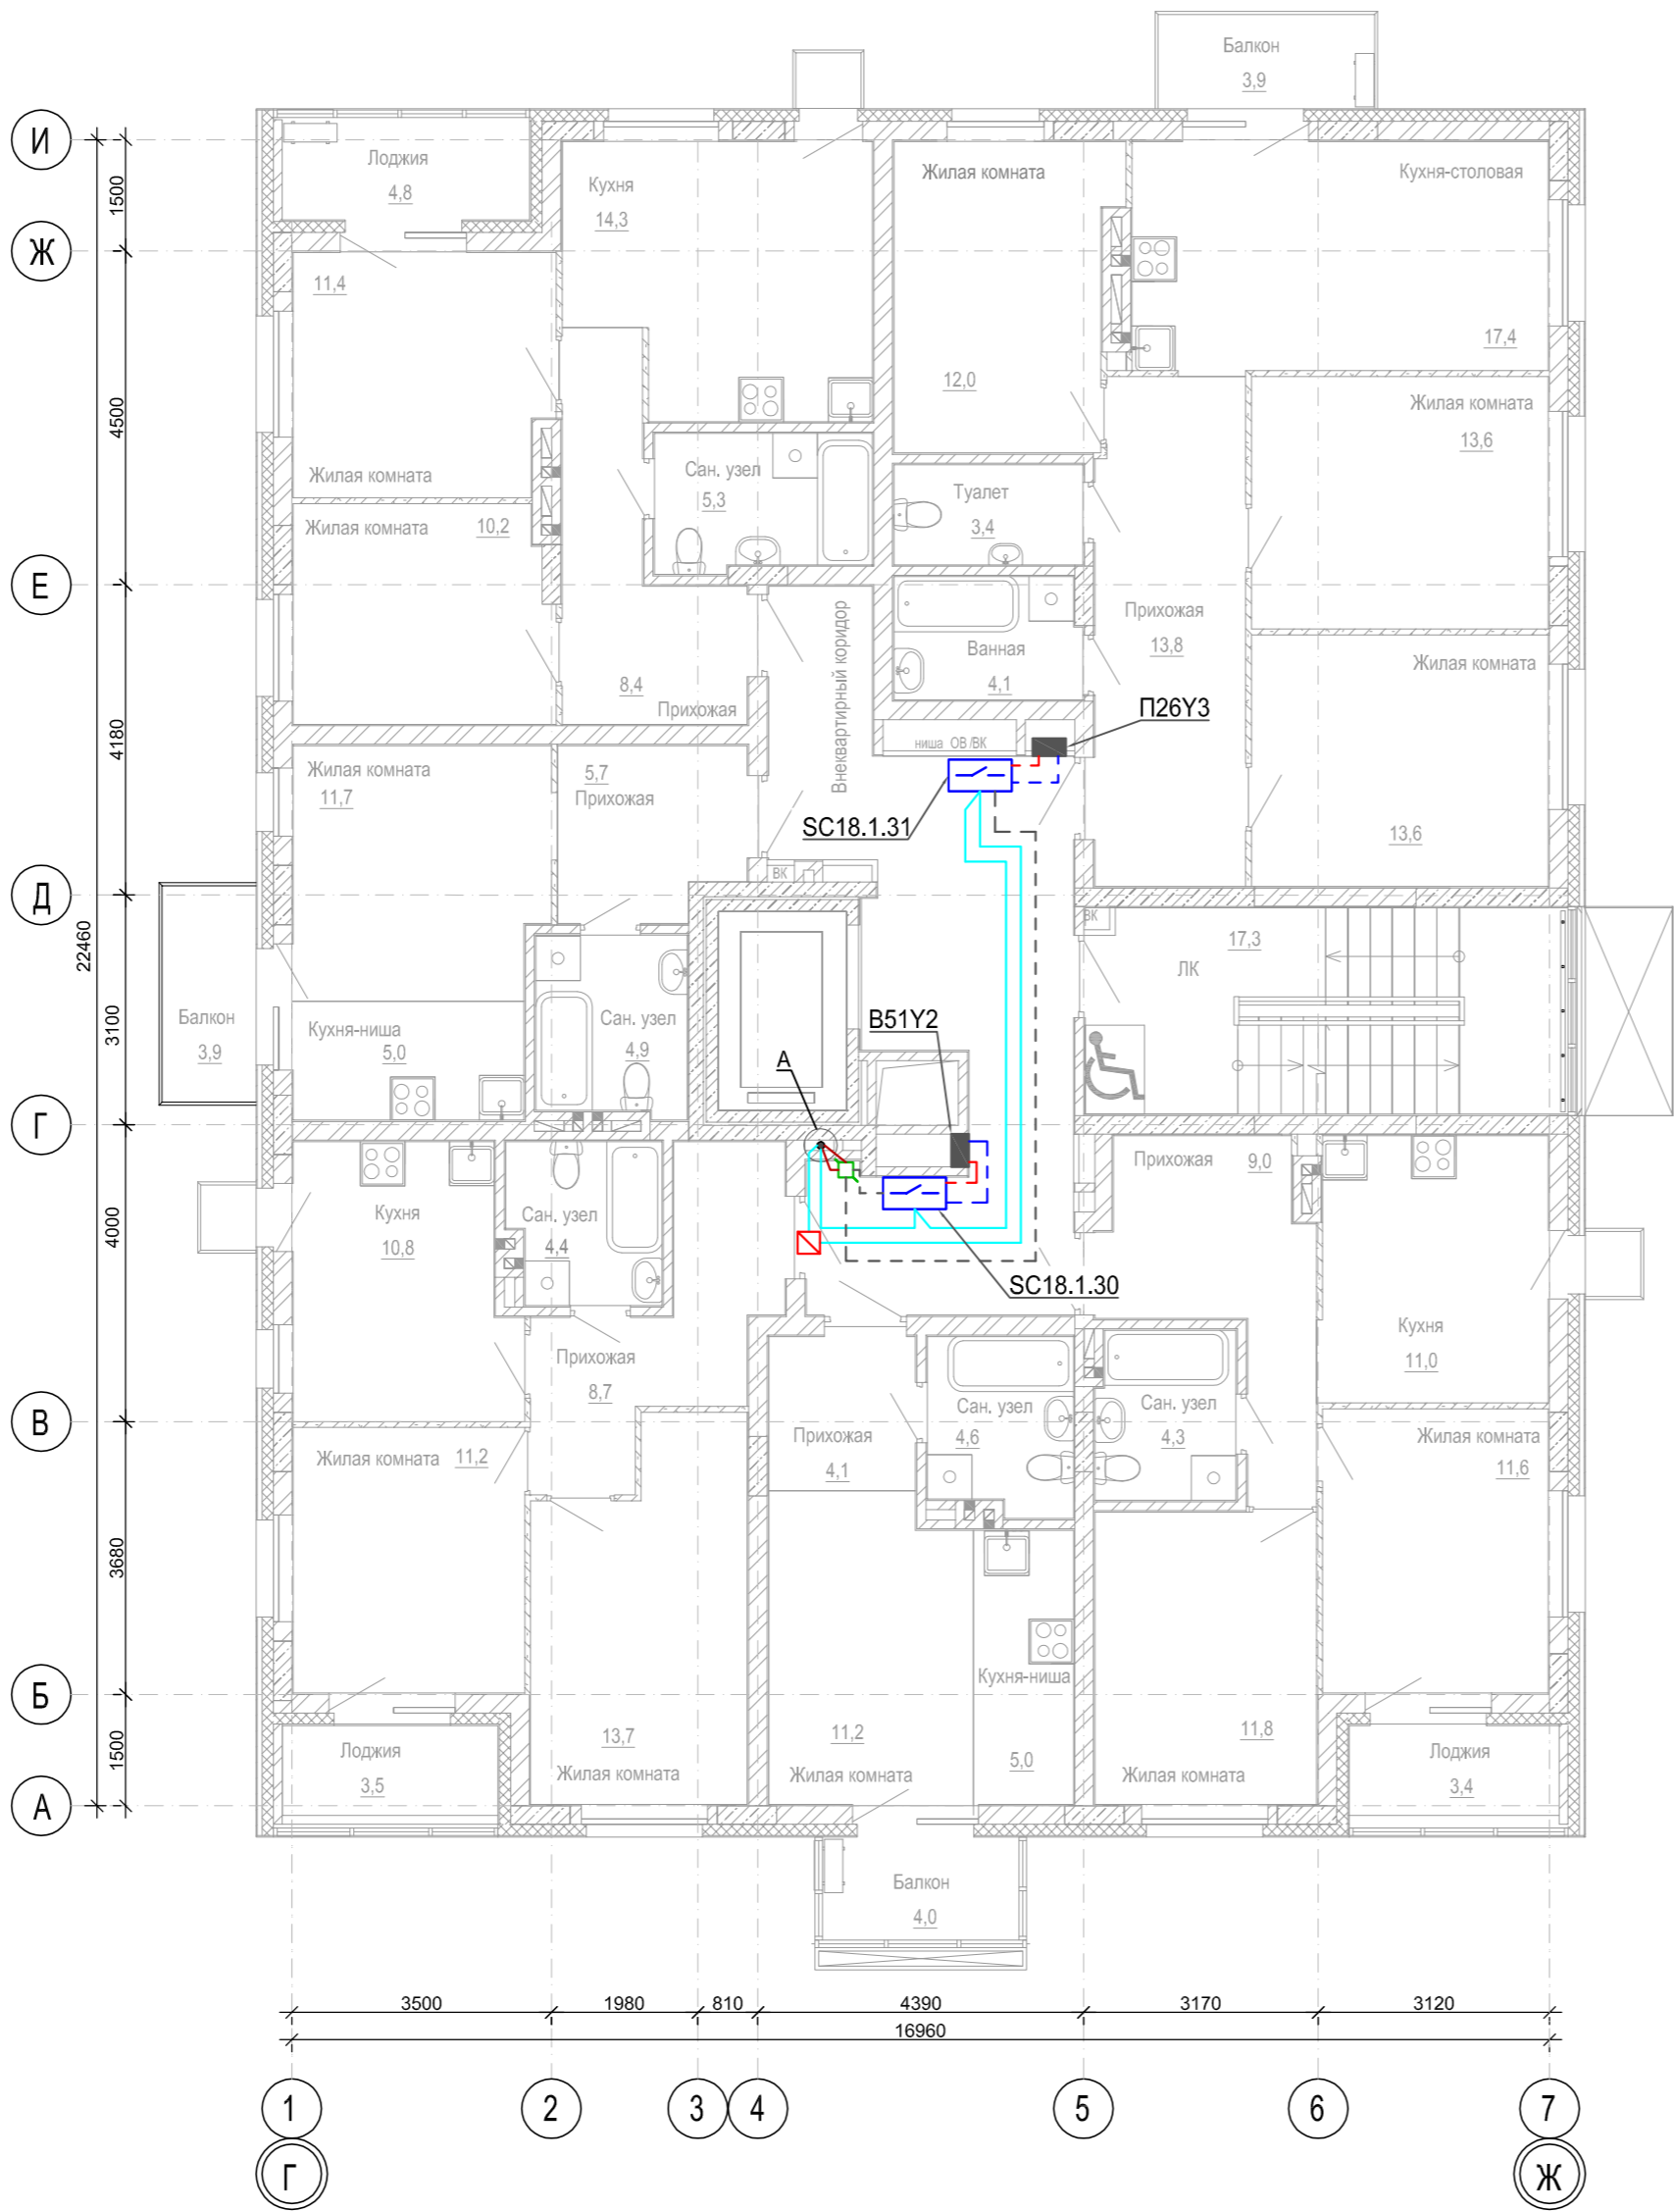 Балкон
3,9
И
Лоджия
4,8
Кухня
14,3
Жилая комната
Кухня-столовая
1500
Ж
11,4
17,4
12,0
Жилая комната
13,6
4500
Жилая комната
Сан. узел
5,3
Туалет
3,4
Жилая комната
10,2
Е
Внеквартирный коридор
Прихожая
13,8
Ванная
4,1
Жилая комната
8,4
Прихожая
П26Y3
4180
ниша ОВ/ВК
Жилая комната
11,7
5,7
Прихожая
SC18.1.31
13,6
ВК
Д
22460
ВК
17,3
ЛК
3100
Балкон
3,9
Кухня-ниша
5,0
Сан. узел
4,9
В51Y2
А
Г
Прихожая
9,0
4000
Кухня
10,8
Сан. узел
4,4
SC18.1.30
Кухня
11,0
Прихожая
8,7
В
Жилая комната
11,2
Прихожая
4,1
Сан. узел
4,6
Сан. узел
4,3
Жилая комната
11,6
3680
Кухня-ниша
Б
1500
Лоджия
3,5
13,7
Жилая комната
11,2
Жилая комната
5,0
11,8
Жилая комната
Лоджия
3,4
А
Балкон
4,0
3500
1980
810
4390
3170
3120
16960
1
2
3
4
5
6
7
Г
Ж